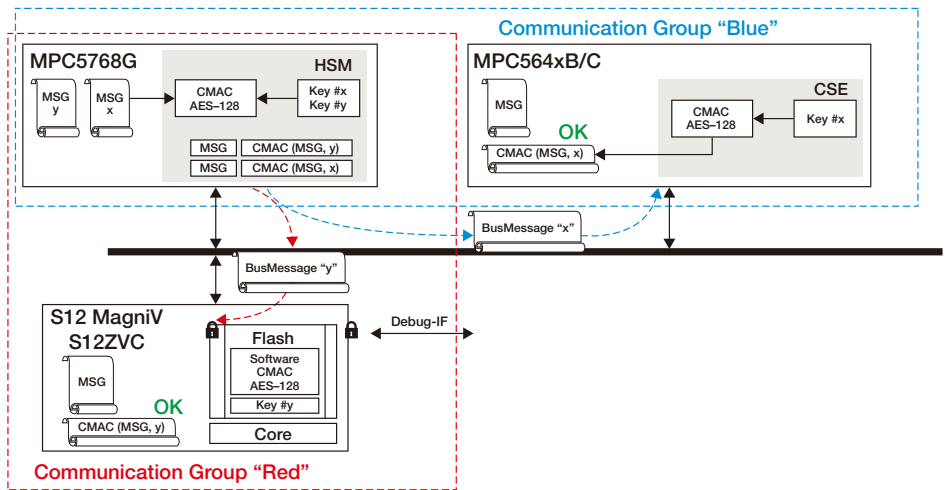 Communication Group “Blue”
MPC5768G
HSM
MSG
y
MSG
x
CMAC
AES–128
Key #x
Key #y
MSG
CMAC (MSG, y)
MSG
CMAC (MSG, x)
MPC564xB/C
CSE
MSG
CMAC
AES–128
Key #x
OK
CMAC (MSG, x)
BusMessage “x”
BusMessage “y”
S12 MagniV
S12ZVC
MSG
OK
CMAC (MSG, y)
Flash
Software
CMAC
AES–128
Key #y
Core
Debug-IF
Communication Group “Red”